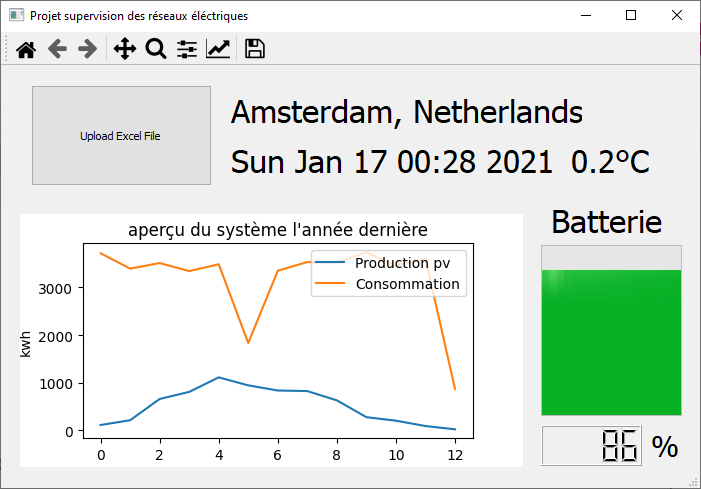 Projet supervision des réseaux éléctriques
Upload Excel File
Amsterdam, Netherlands
Sun Jan 17 00:28 2021 0.2°C
aperçu du système l'année dernière
Production pv
Consommation
kwh
3000
2000
1000
0
0 2 4 6 8 10 12
Batterie
86 %